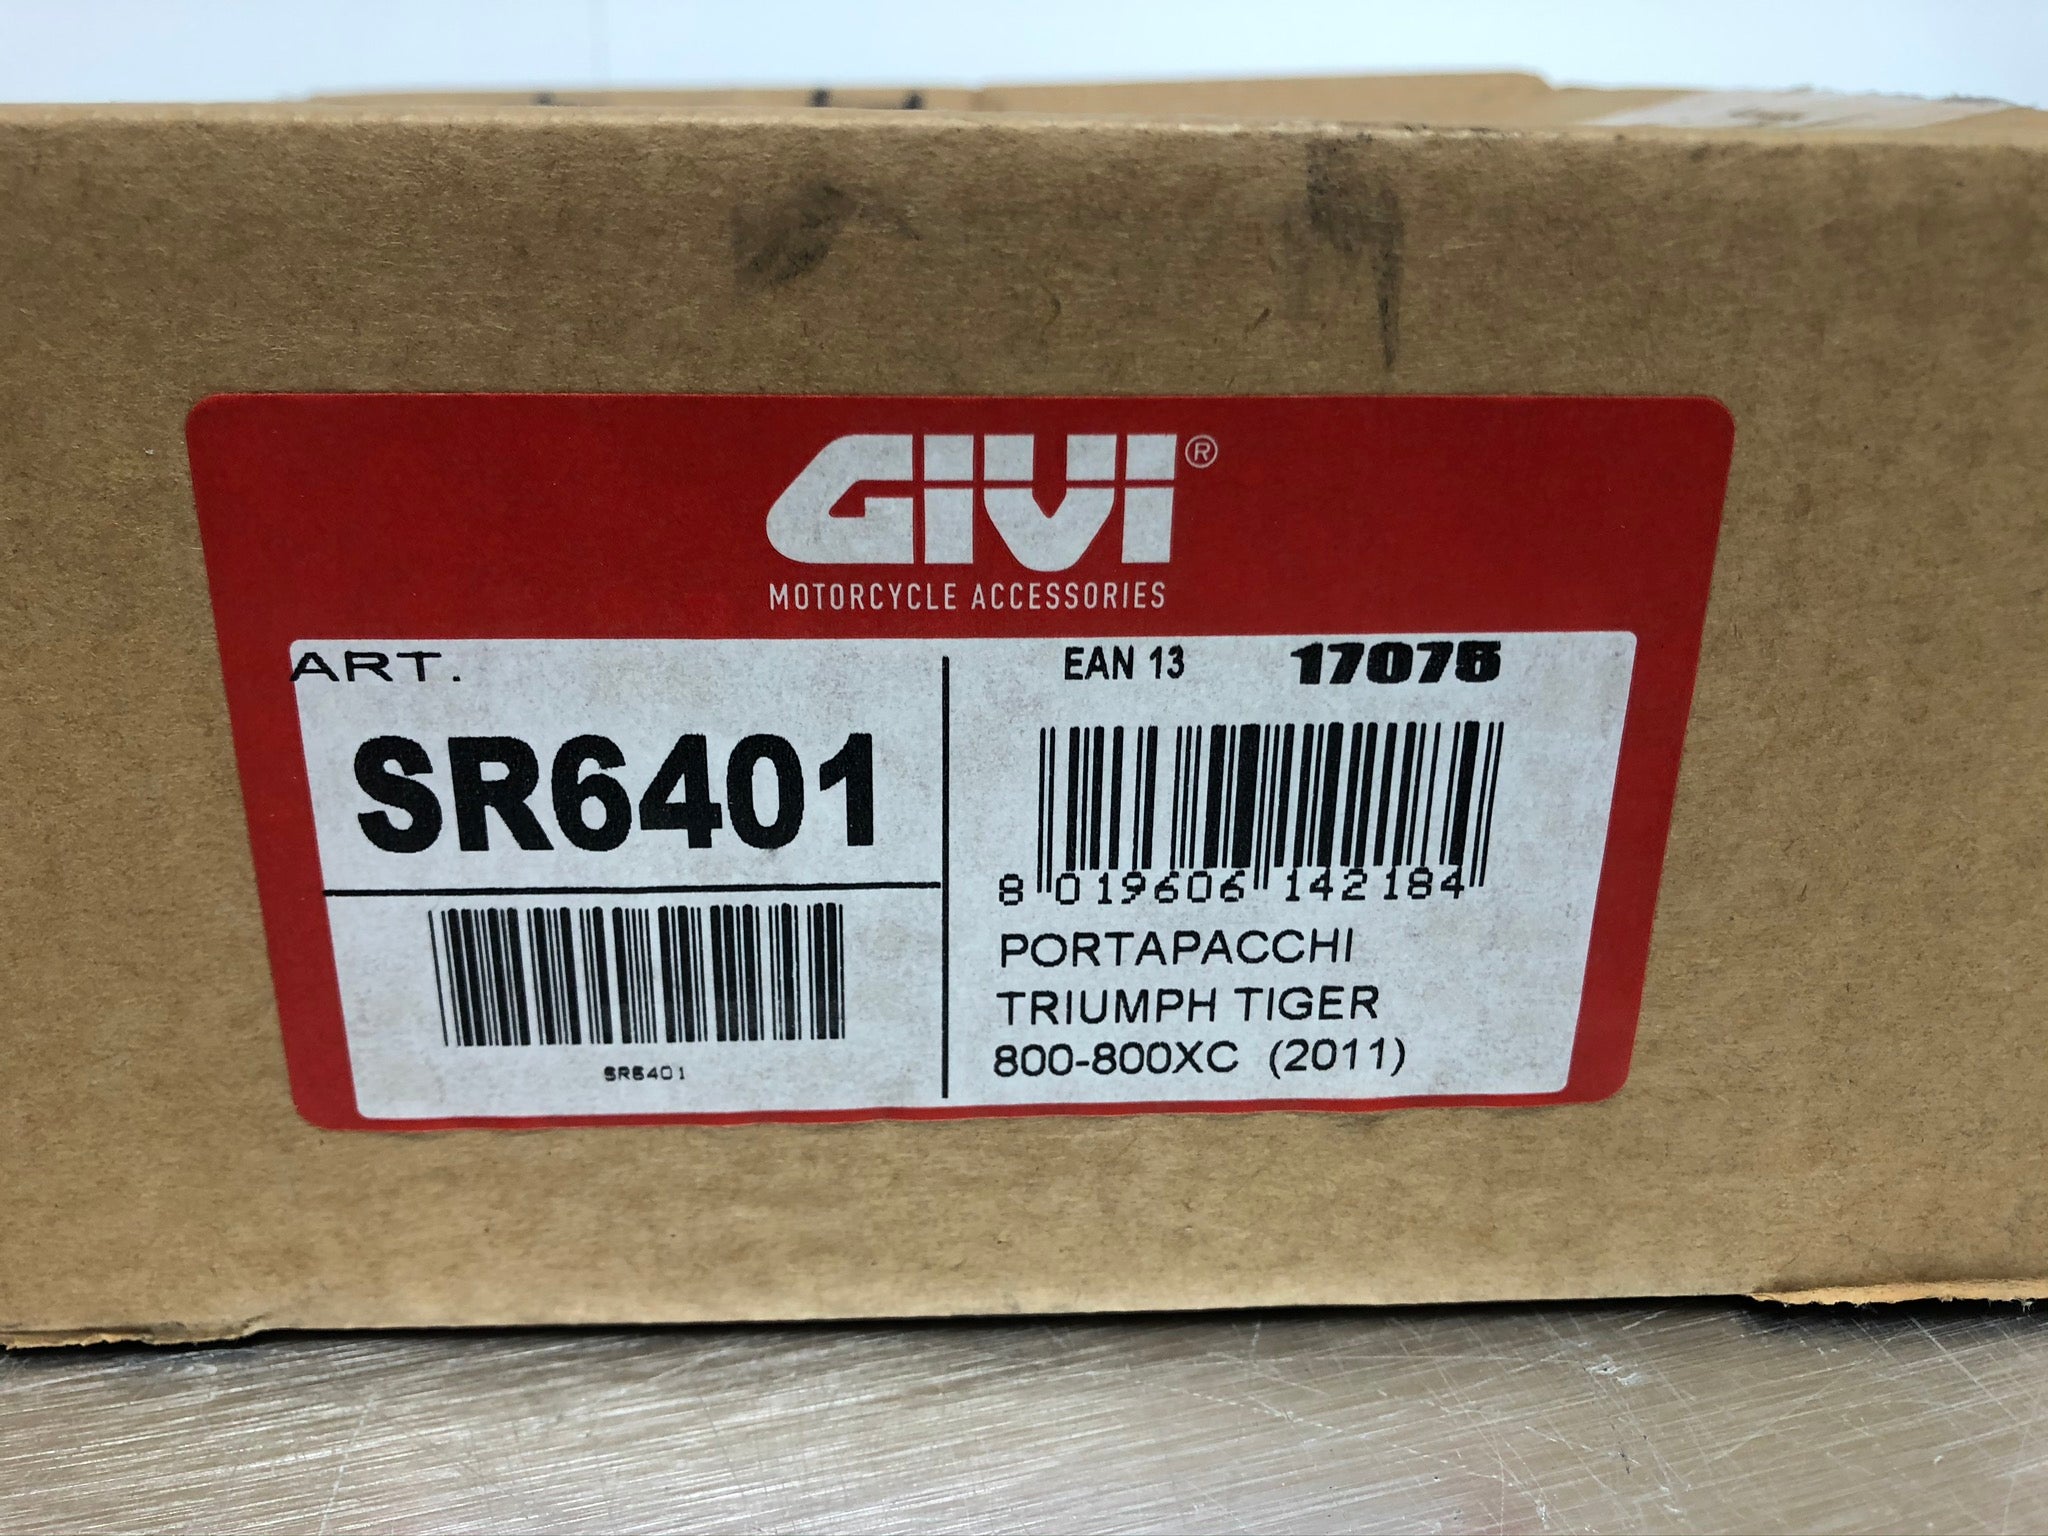 GIVI®
MOTORCYCLE ACCESSORIES
ART.
SR6401
SR6401
EAN 13
8 019606 142184
PORTAPACCHI
TRIUMPH TIGER
800-800XC (2011)